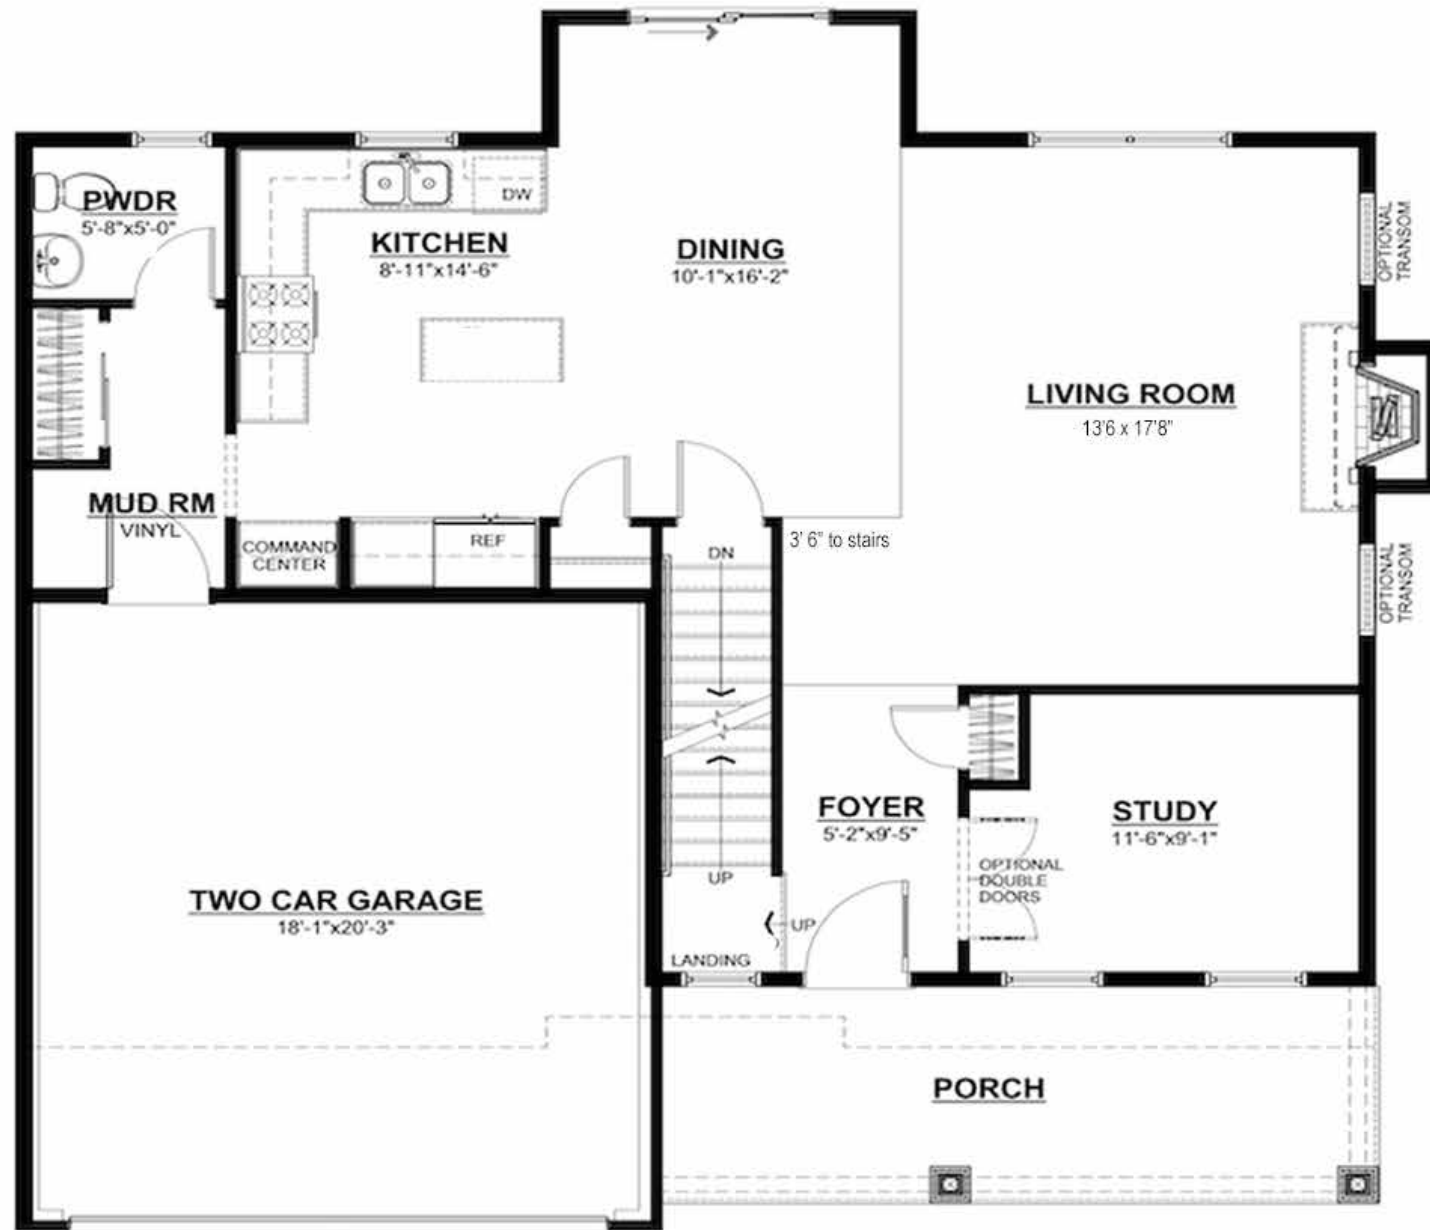 PWDR
5'-8"x5'-0"
KITCHEN
8'-11"x14'-6"
DW
DINING
10'-1"x16'-2"
OPTIONAL
TRANSOM
LIVING ROOM
13'6 x 17'8"
MUD RM
VINYL
COMMAND
CENTER
REF
DN
3' 6" to stairs
OPTIONAL
TRANSOM
FOYER
5'-2"x9'-5"
STUDY
11'-6"x9'-1"
OPTIONAL
DOUBLE
DOORS
UP
UP
LANDING
TWO CAR GARAGE
18'-1"x20'-3"
PORCH